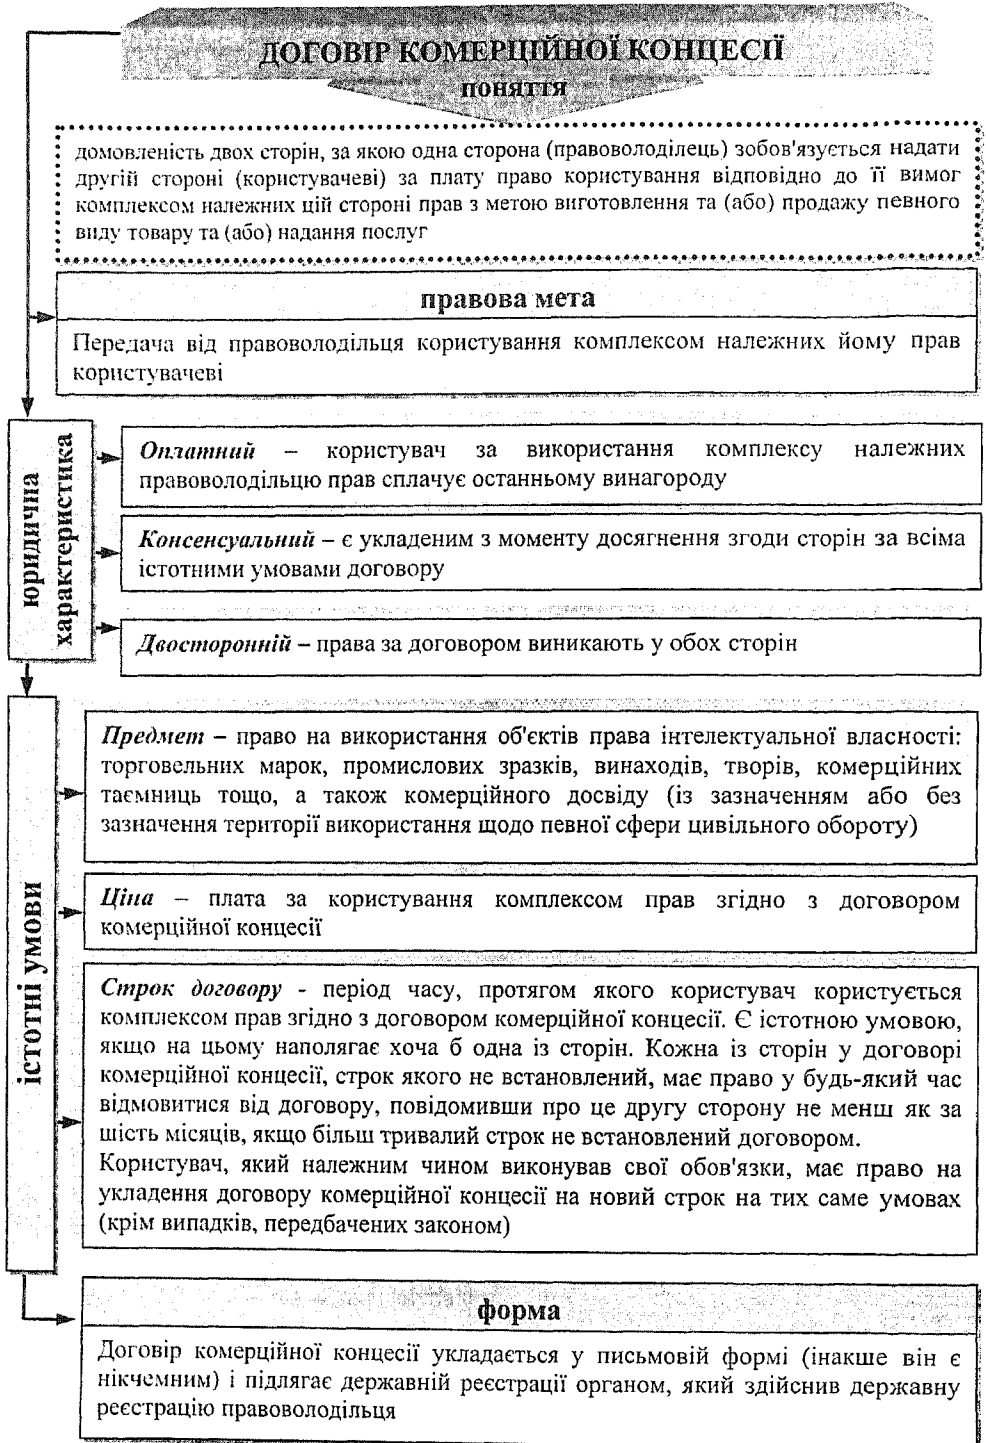 ДОГОВІР КОМЕРЦІЙНОЇ КОНЦЕСІЇ
поняття
домовленість двох сторін, за якою одна сторона (правоволоділець) зобов'язується надати
другій стороні (користувачеві) за плату право користування відповідно до її вимог
комплексом належних цій стороні прав з метою виготовлення та (або) продажу певного
виду товару та (або) надання послуг
правова мета
Передача від правоволодільця користування комплексом належних йому прав
користувачеві
юридична
характеристика
Оплатний – користувач за використання комплексу належних
правоволодільцю прав сплачує останньому винагороду
Консенсуальний – є укладеним з моменту досягнення згоди сторін за всіма
істотними умовами договору
Двосторонній – права за договором виникають у обох сторін
істотні умови
Предмет – право на використання об'єктів права інтелектуальної власності:
торговельних марок, промислових зразків, винаходів, творів, комерційних
таємниць тощо, а також комерційного досвіду (із зазначенням або без
зазначення території використання щодо певної сфери цивільного обороту)
Ціна – плата за користування комплексом прав згідно з договором
комерційної концесії
Строк договору - період часу, протягом якого користувач користується
комплексом прав згідно з договором комерційної концесії. Є істотною умовою,
якщо на цьому наполягає хоча б одна із сторін. Кожна із сторін у договорі
комерційної концесії, строк якого не встановлений, має право у будь-який час
відмовитися від договору, повідомивши про це другу сторону не менш як за
шість місяців, якщо більш тривалий строк не встановлений договором.
Користувач, який належним чином виконував свої обов'язки, має право на
укладення договору комерційної концесії на новий строк на тих саме умовах
(крім випадків, передбачених законом)
форма
Договір комерційної концесії укладається у письмовій формі (інакше він є
нікчемним) і підлягає державній реєстрації органом, який здійснив державну
реєстрацію правоволодільця